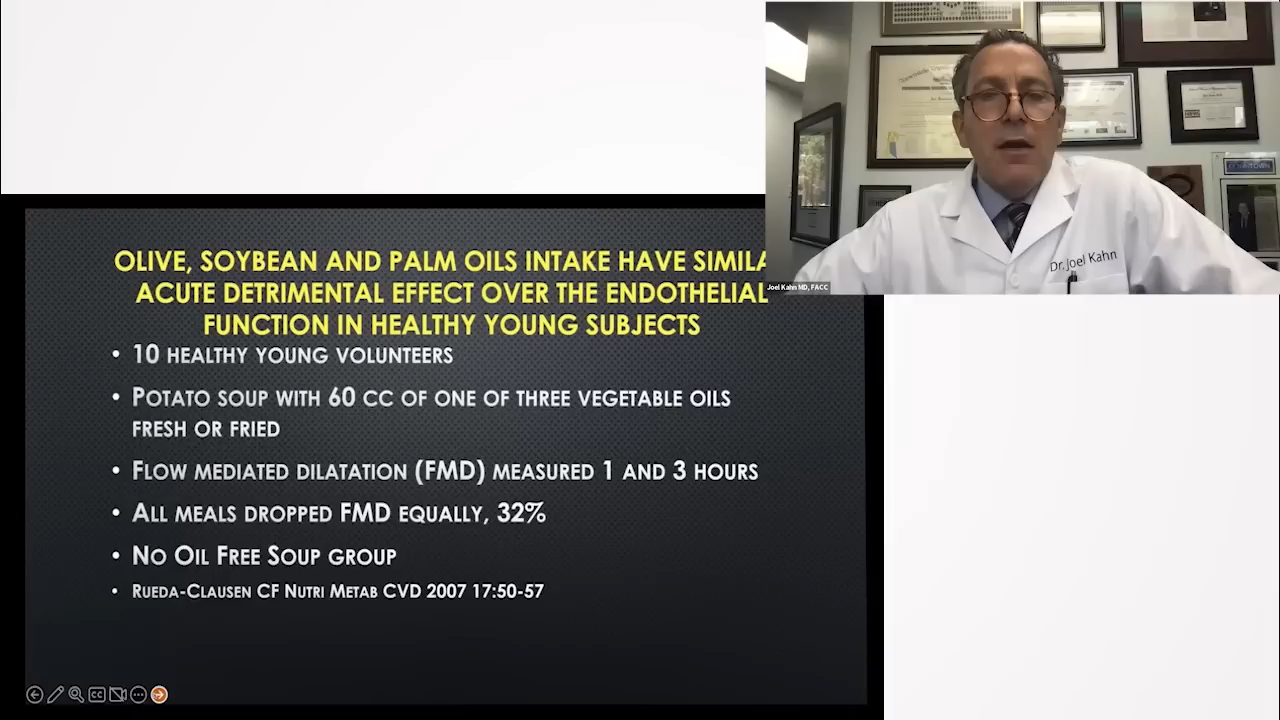 OLIVE, SOYBEAN AND PALM OILS INTAKE HAVE SIMILA
ACUTE DETRIMENTAL EFFECT OVER THE ENDOTHELIAL
FUNCTION IN HEALTHY YOUNG SUBJECTS
• 10 HEALTHY YOUNG VOLUNTEERS
• POTATO SOUP WITH 60 CC OF ONE OF THREE VEGETABLE OILS
FRESH OR FRIED
• FLOW MEDIATED DILATATION (FMD) MEASURED 1 AND 3 HOURS
• ALL MEALS DROPPED FMD EQUALLY, 32%
• NO OIL FREE SOUP GROUP
• RUEDA-CLAUSEN CF NUTRI METAB CVD 2007 17:50-57
CC
Dr. Joel Kahn
Joel Kahn MD, FACC